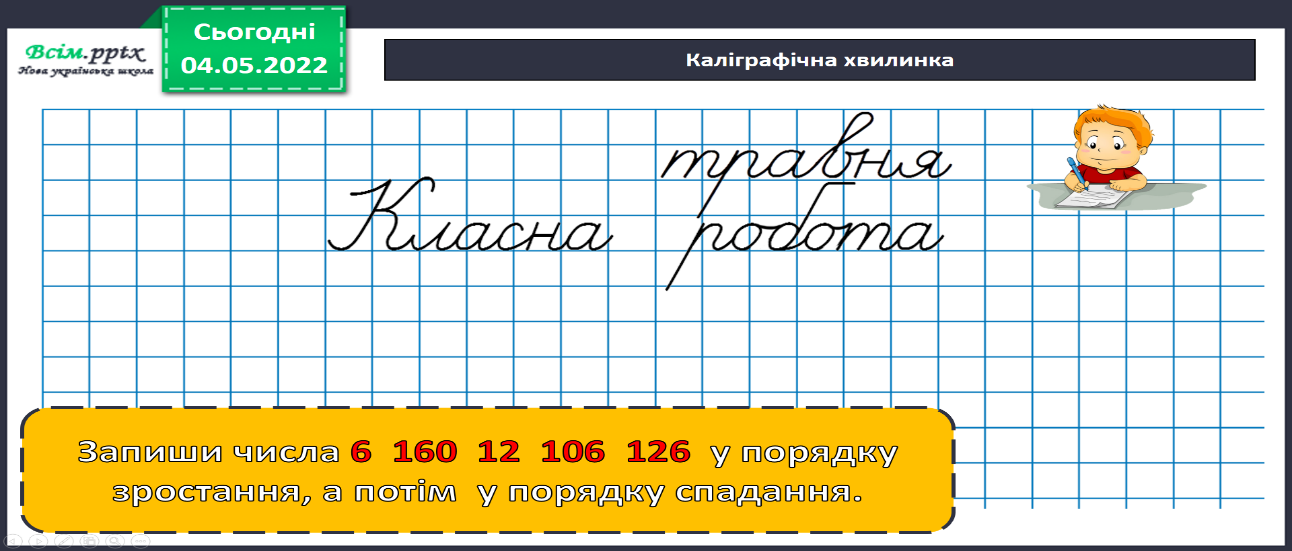 Всім.pptx
Нова українська школа
Сьогодні
04.05.2022
Каліграфічна хвилинка
травня
Класна робота
Запиши числа 6 160 12 106 126 у порядку
зростання, а потім у порядку спадання.